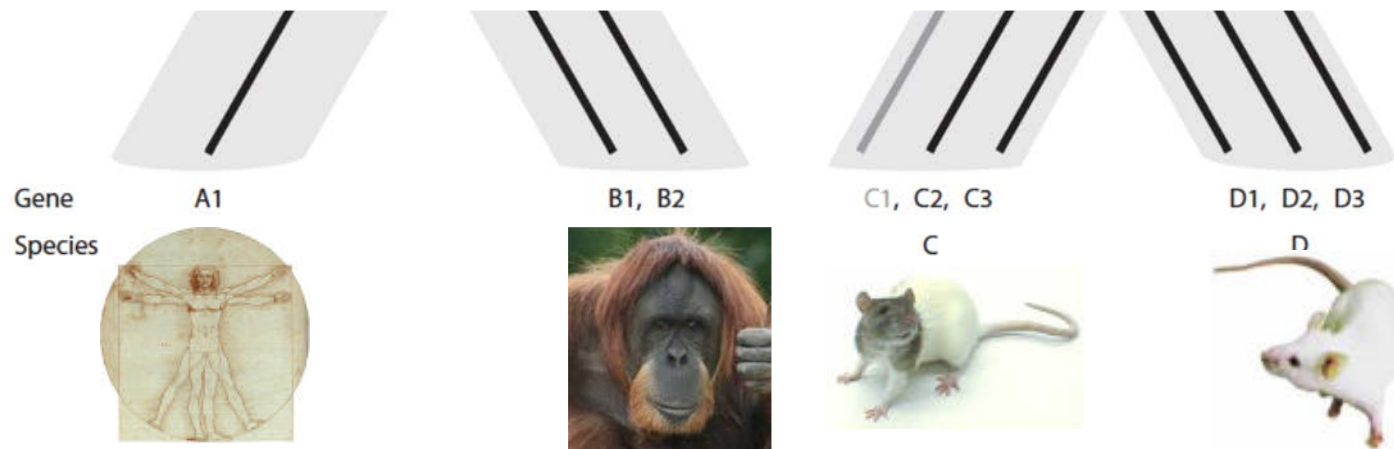 Gene A1 B1, B2 C1, C2, C3 D1, D2, D3
Species C D